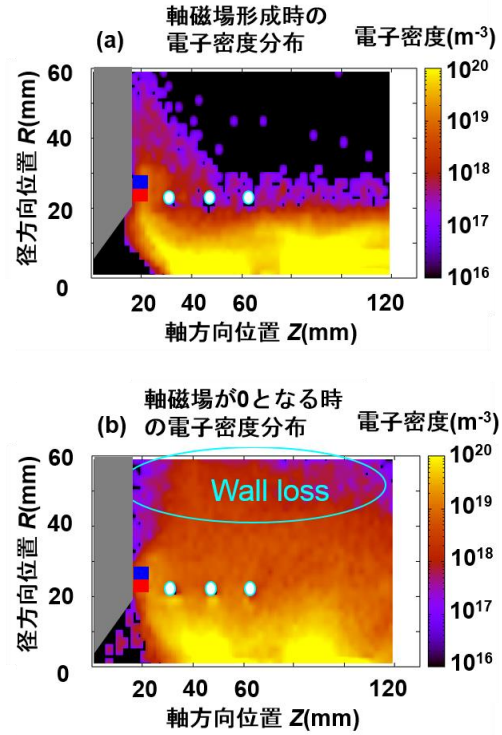 (a)
軸磁場形成時の
電子密度分布
電子密度(m-3)
径方向位置 R(mm)
60
40
20
0
20
40
60
120
軸方向位置 Z(mm)
10²⁰
10¹⁹
10¹⁸
10¹⁷
10¹⁶
(b)
軸磁場が0となる時
の電子密度分布
電子密度(m-3)
径方向位置 R(mm)
60
40
20
0
Wall loss
20
40
60
120
軸方向位置 Z(mm)
10²⁰
10¹⁹
10¹⁸
10¹⁷
10¹⁶